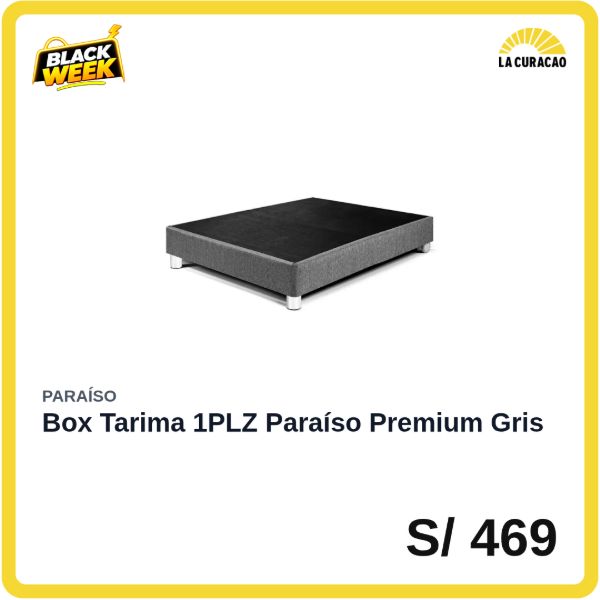 BLACK
WEEK
LA CURACAO
PARAÍSO
Box Tarima 1PLZ Paraíso Premium Gris
S/ 469